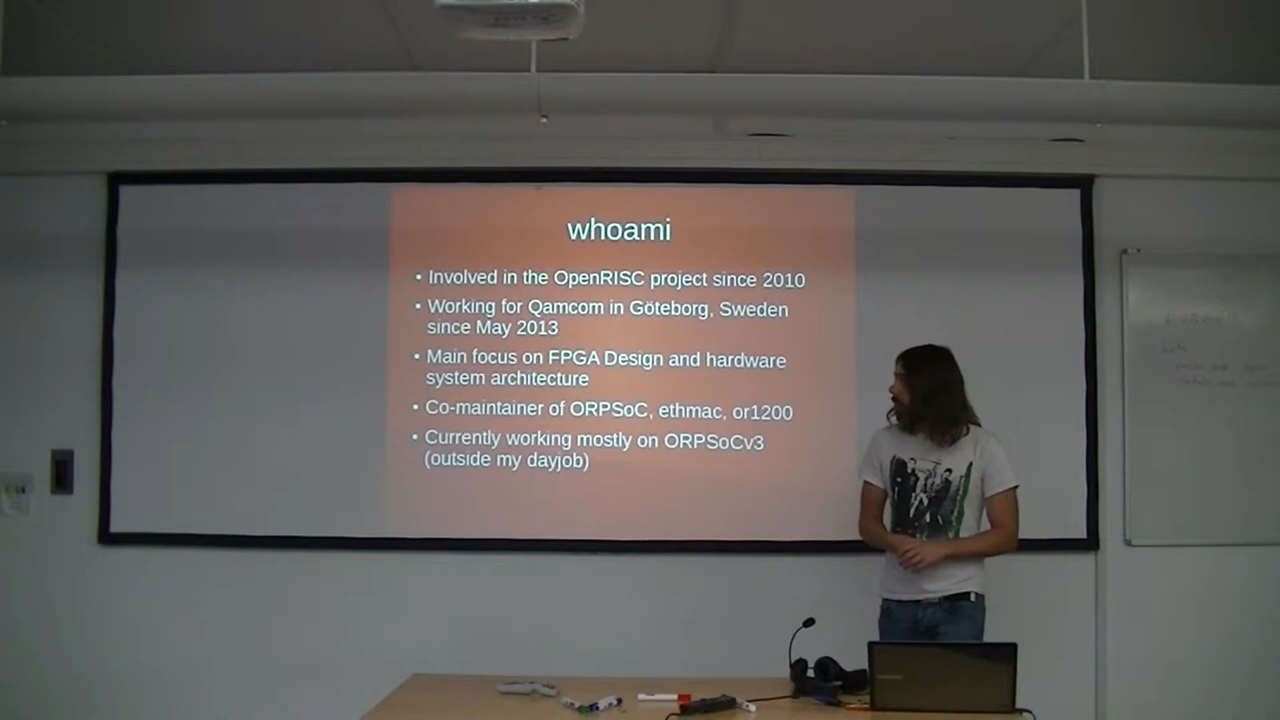 whoami
• Involved in the OpenRISC project since 2010
• Working for Qamcom in Göteborg, Sweden
since May 2013
• Main focus on FPGA Design and hardware
system architecture
• Co-maintainer of ORPSoC, ethmac, or1200
• Currently working mostly on ORPSoCv3
(outside my dayjob)